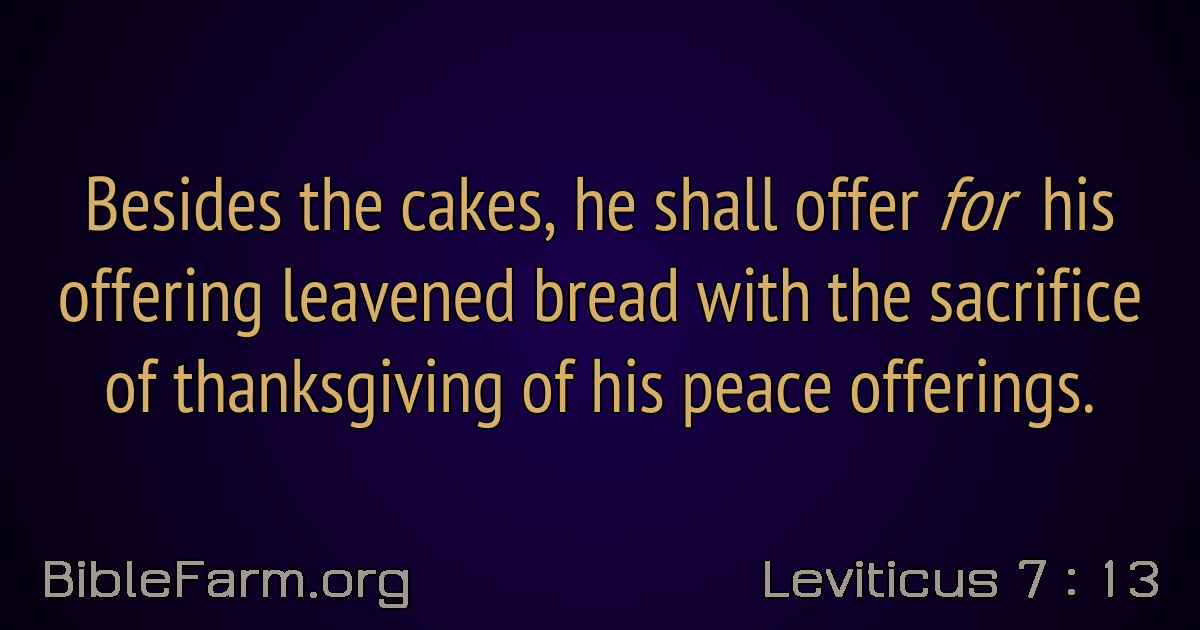 Besides the cakes, he shall offer for his
offering leavened bread with the sacrifice
of thanksgiving of his peace offerings.
BibleFarm.org
Leviticus 7 : 13